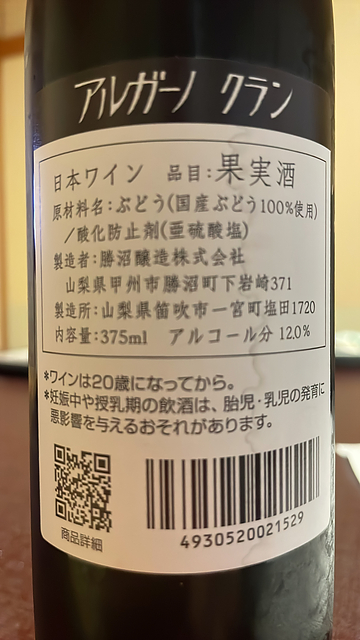 アルガーノ クラン
日本ワイン 品目:果実酒
原材料名:ぶどう(国産ぶどう100%使用)
/酸化防止剤(亜硫酸塩)
製造者:勝沼醸造株式会社
山梨県甲州市勝沼町下岩崎371
製造所:山梨県笛吹市一宮町塩田1720
内容量:375ml アルコール分 12.0%
*ワインは20歳になってから。
*妊娠中や授乳期の飲酒は、胎児・乳児の発育に
悪影響を与えるおそれがあります。
商品詳細
4930520021529